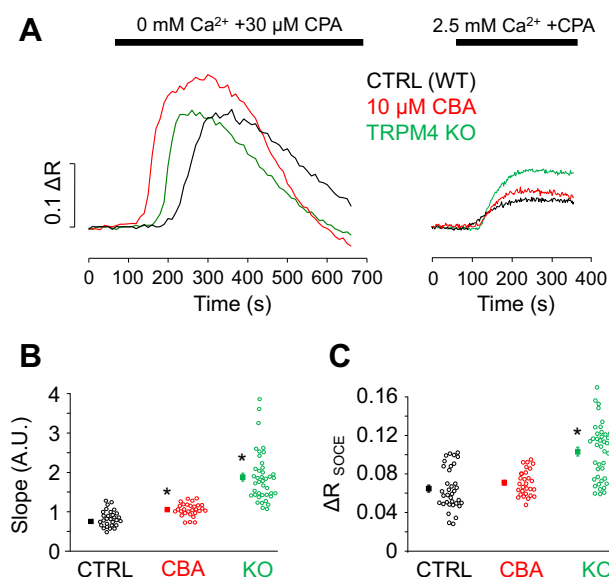 A
0 mM Ca²⁺ +30 µM CPA
2.5 mM Ca²⁺ +CPA
CTRL (WT)
10 µM CBA
TRPM4 KO
0.1 ΔR
0 100 200 300 400 500 600 700
Time (s)
0 100 200 300 400
Time (s)
B
Slope (A.U.)
4
3
2
1
0
*
*
CTRL CBA KO
C
ΔR SOCE
0.16
0.12
0.08
0.04
0
*
CTRL CBA KO